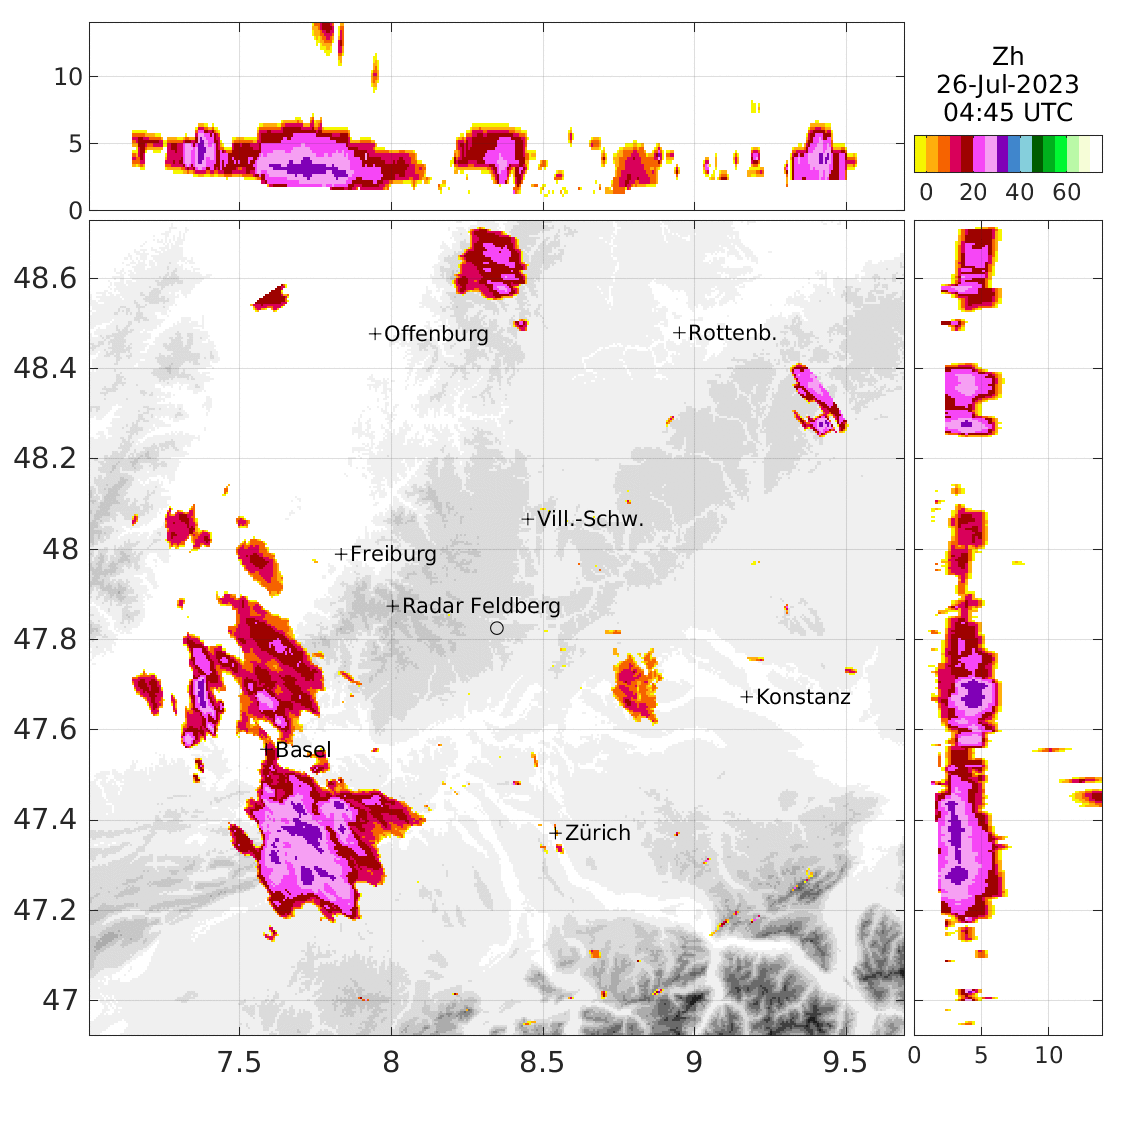 Zh
26-Jul-2023
04:45 UTC
0 20 40 60
10
5
0
48.6
48.4
48.2
48
47.8
47.6
47.4
47.2
47
Offenburg
Rottenb.
Vill.-Schw.
Freiburg
Radar Feldberg
Konstanz
Basel
Zürich
7.5 8 8.5 9 9.5
0 5 10